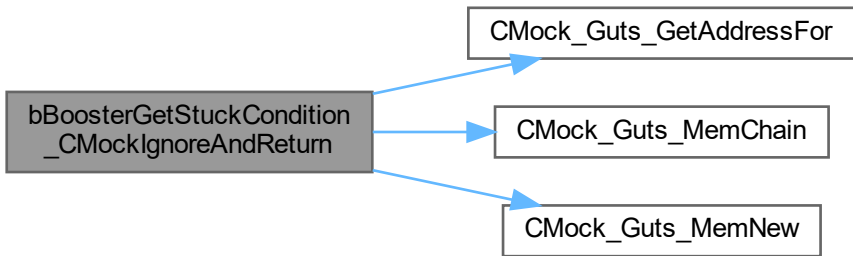 CMock_Guts_GetAddressFor
bBoosterGetStuckCondition
_CMockIgnoreAndReturn
CMock_Guts_MemChain
CMock_Guts_MemNew